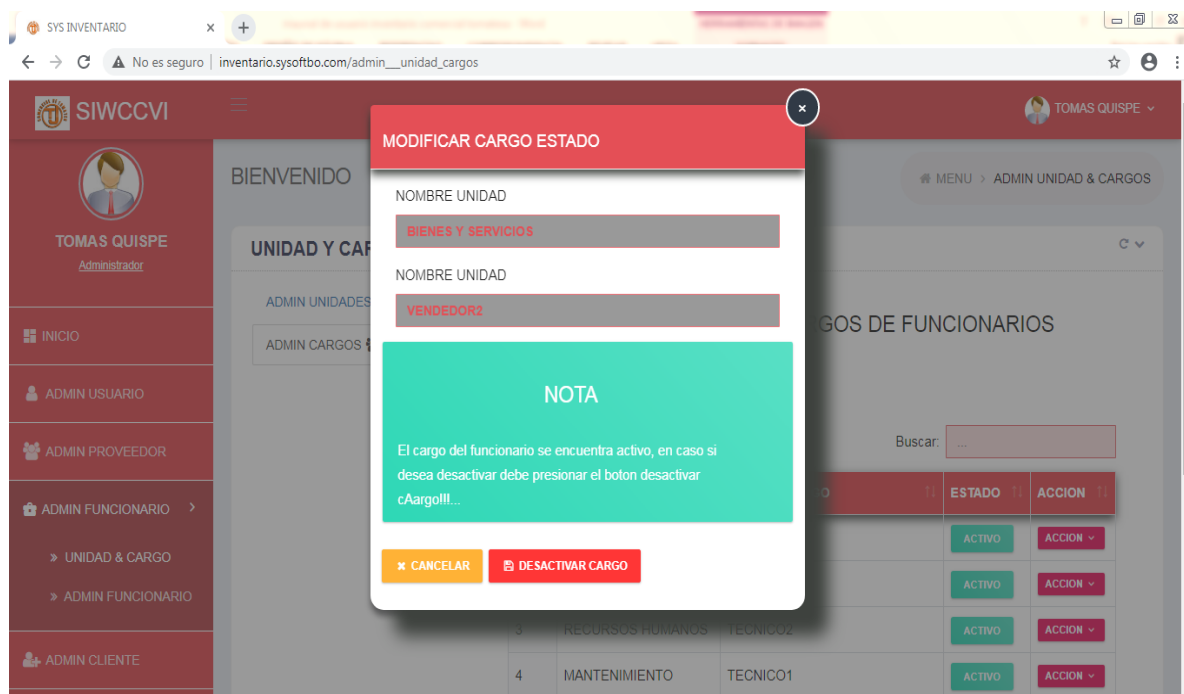 SYS INVENTARIO
No es seguro | inventario.sysoftbo.com/admin__unidad_cargos
SIWCCVI
TOMAS QUISPE
TOMAS QUISPE
Administrador
INICIO
ADMIN USUARIO
ADMIN PROVEEDOR
ADMIN FUNCIONARIO
» UNIDAD & CARGO
» ADMIN FUNCIONARIO
ADMIN CLIENTE
BIENVENIDO
MENU > ADMIN UNIDAD & CARGOS
UNIDAD Y CAR
ADMIN UNIDADES
ADMIN CARGOS
MODIFICAR CARGO ESTADO
×
NOMBRE UNIDAD
BIENES Y SERVICIOS
NOMBRE UNIDAD
VENDEDOR2
NOTA
El cargo del funcionario se encuentra activo, en caso si
desea desactivar debe presionar el boton desactivar
cAargo!!!...
CANCELAR
DESACTIVAR CARGO
GOS DE FUNCIONARIOS
Buscar: ...
O ESTADO ACCION
ACTIVO ACCION
ACTIVO ACCION
3 RECURSOS HUMANOS TECNICO2 ACTIVO ACCION
4 MANTENIMIENTO TECNICO1 ACTIVO ACCION